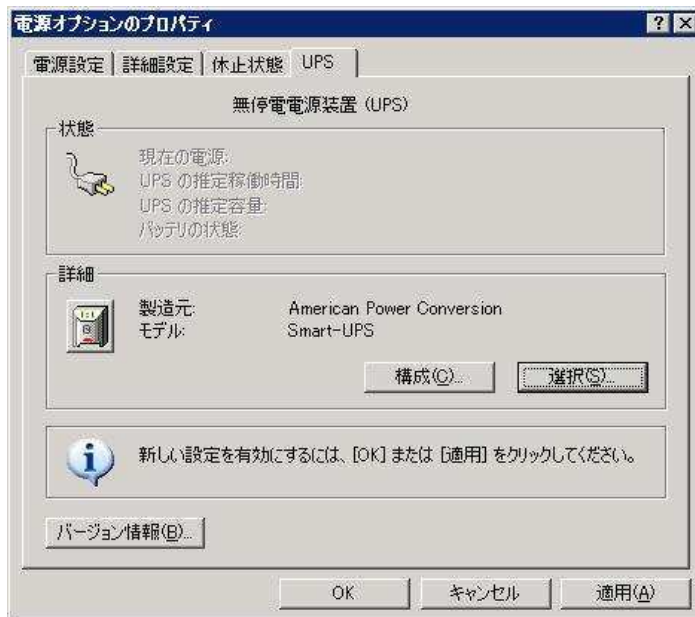 電源オプションのプロパティ
電源設定 詳細設定 休止状態 UPS
無停電電源装置 (UPS)
状態
現在の電源:
UPS の推定稼働時間:
UPS の推定容量:
バッテリの状態:
詳細
製造元: American Power Conversion
モデル: Smart-UPS
構成(C)... 選択(S)...
新しい設定を有効にするには、[OK] または [適用] をクリックしてください。
バージョン情報(B)...
OK キャンセル 適用(A)